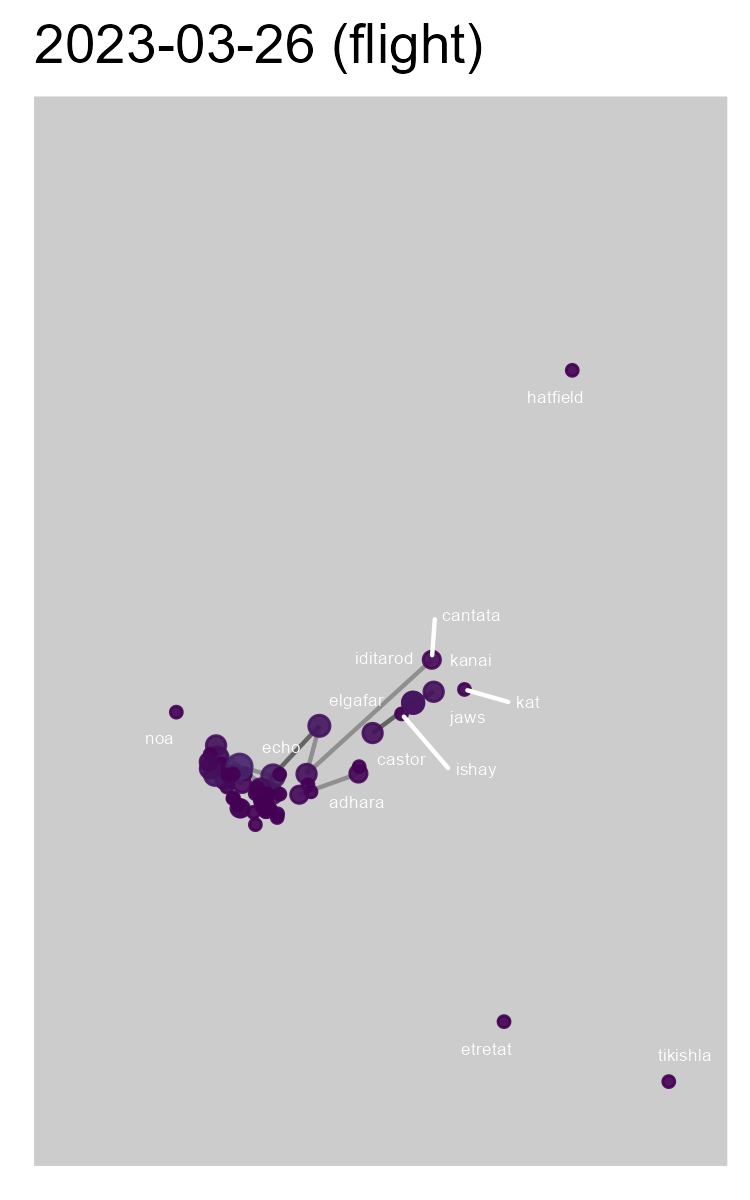 2023-03-26 (flight)
hatfield
cantata
iditarod
kanai
elgafar
kat
jaws
noa
echo
castor
ishay
adhara
etretat
tikishla